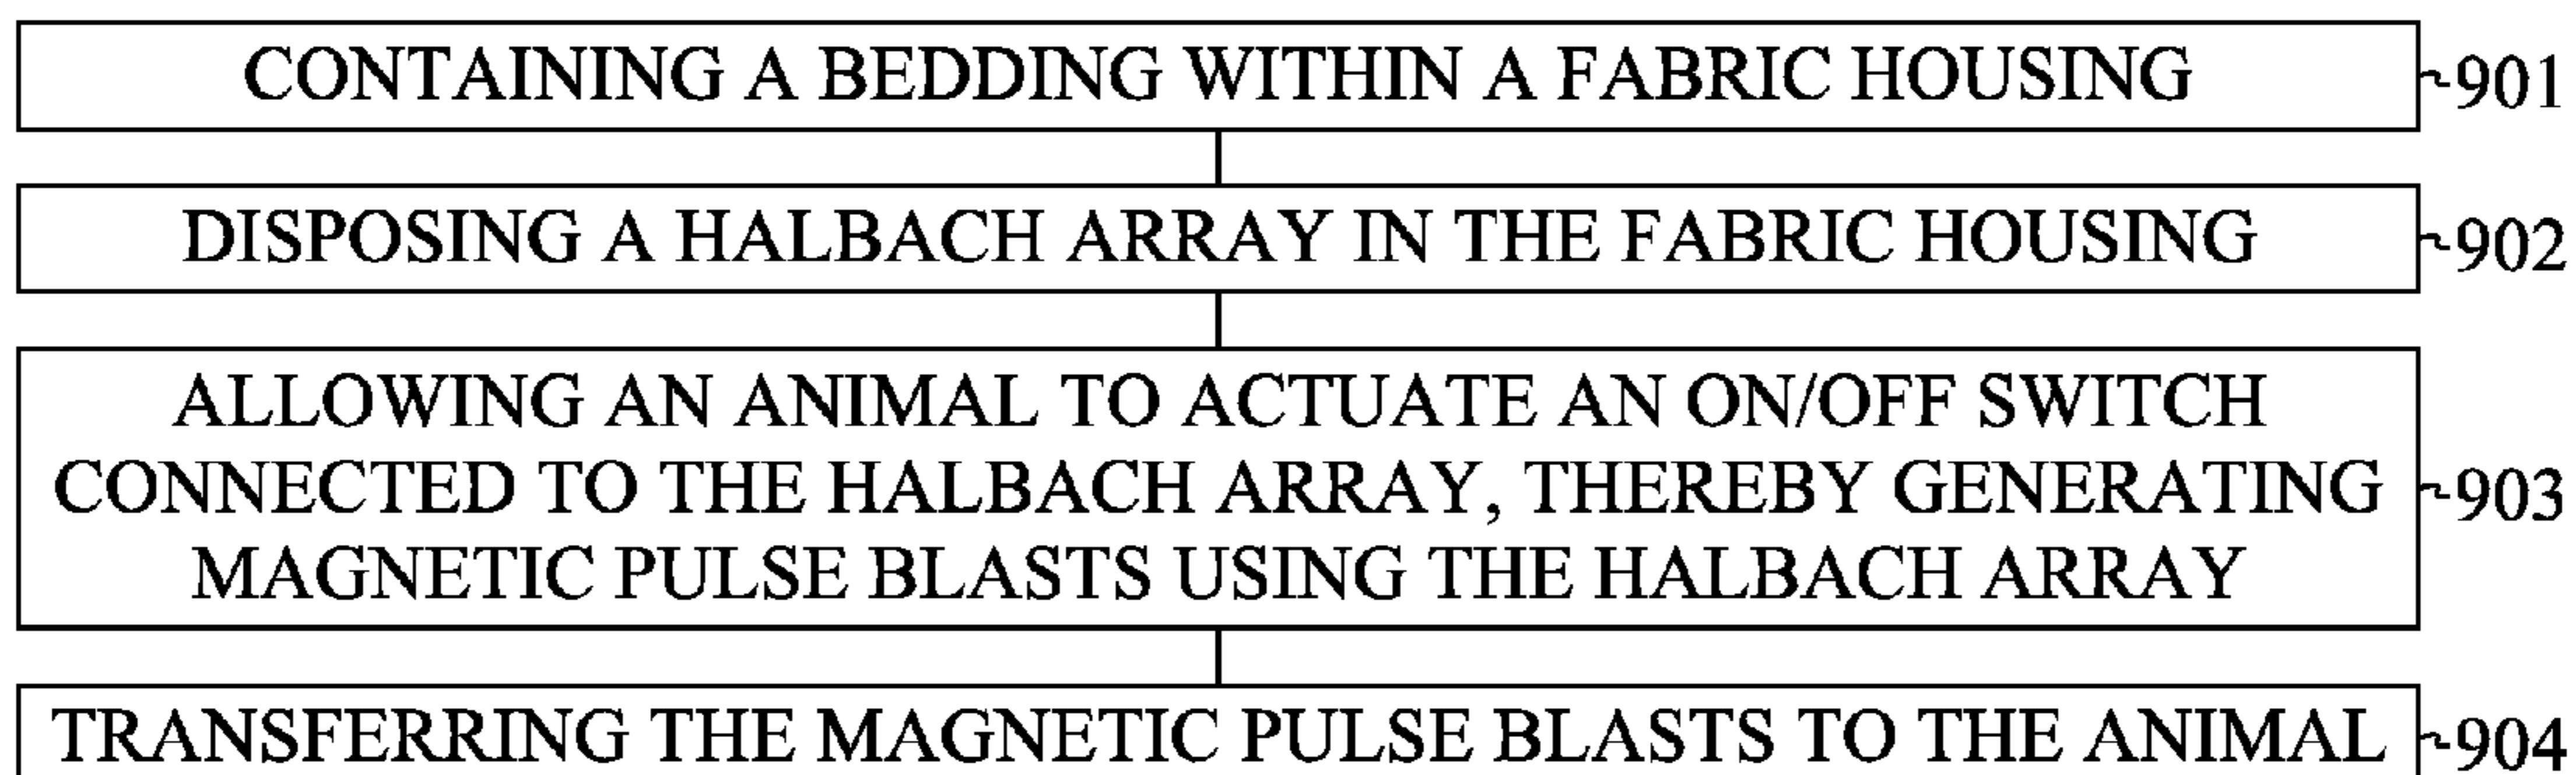 CONTAINING A BEDDING WITHIN A FABRIC HOUSING
901
DISPOSING A HALBACH ARRAY IN THE FABRIC HOUSING
902
ALLOWING AN ANIMAL TO ACTUATE AN ON/OFF SWITCH
CONNECTED TO THE HALBACH ARRAY, THEREBY GENERATING
MAGNETIC PULSE BLASTS USING THE HALBACH ARRAY
903
TRANSFERRING THE MAGNETIC PULSE BLASTS TO THE ANIMAL
904